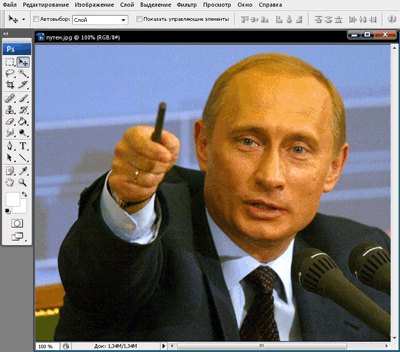 Файл Редактирование Изображение Слой Выделение Фильтр Просмотр Окно Справка
Автовыбор: Слой Показать управляющие элементы
Ps
путен.jpg @ 100% (RGB/8#)
T
100 % Док: 1,34M/1,34M